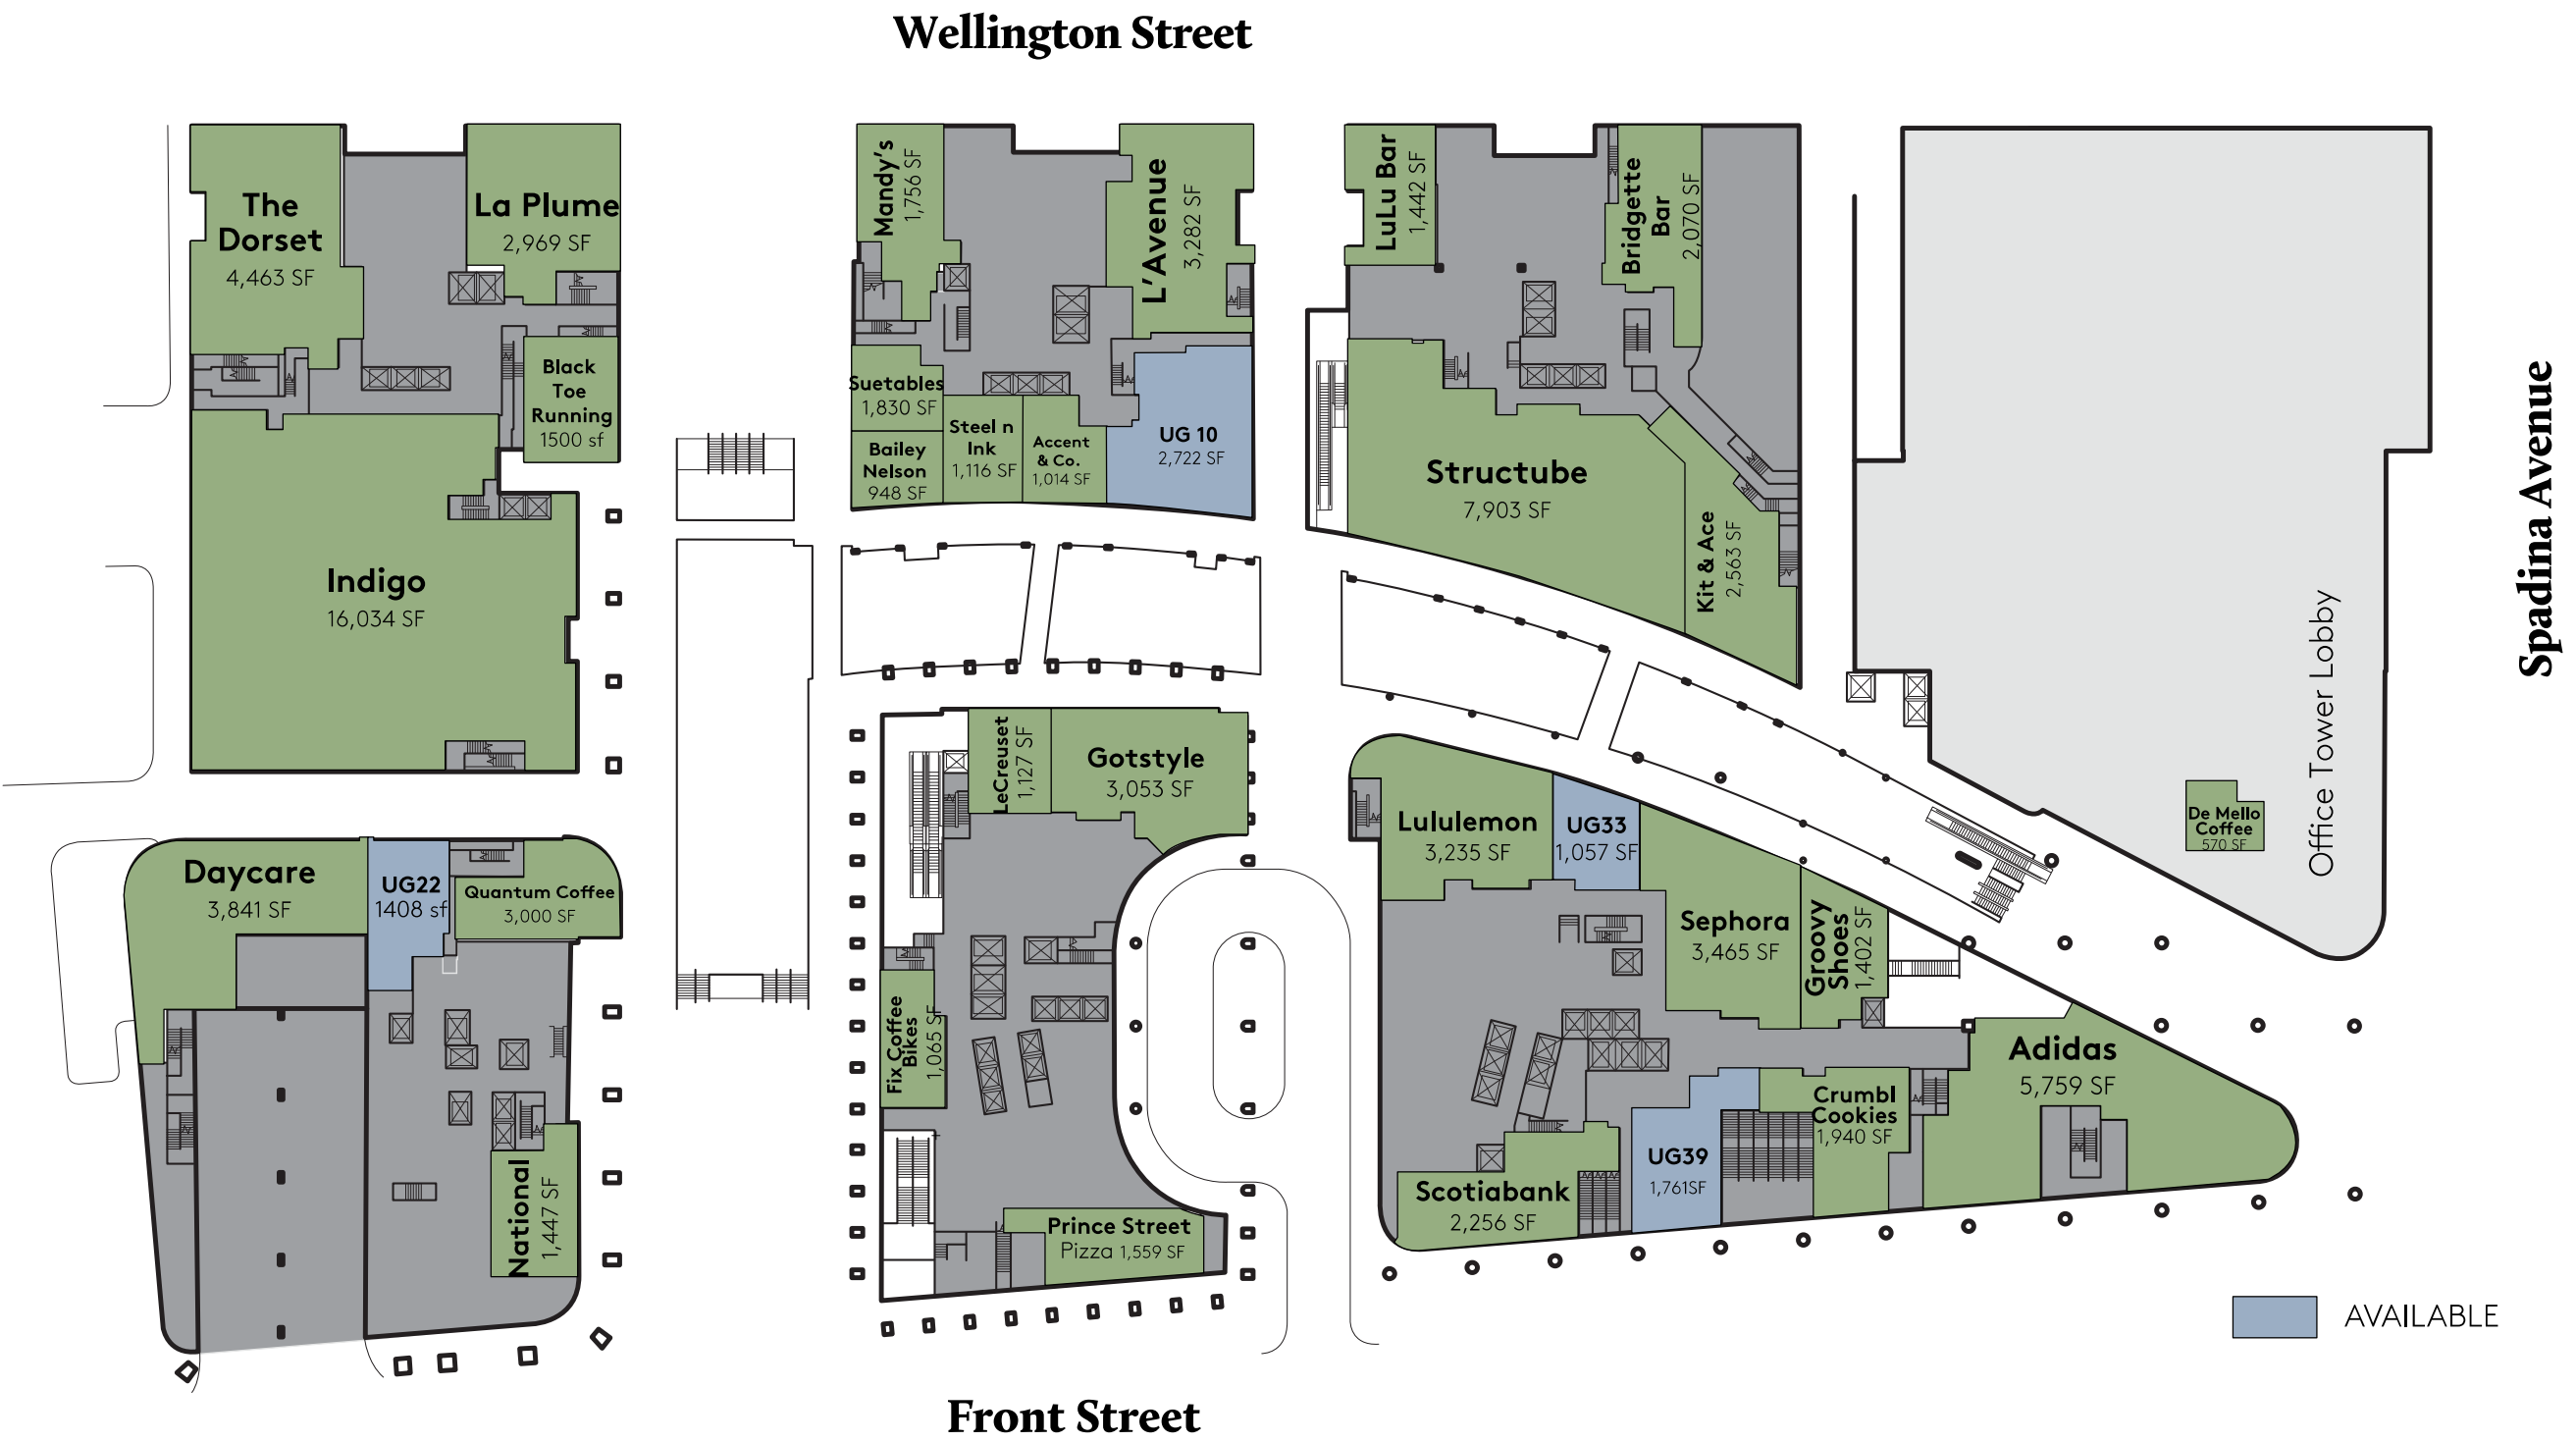 Wellington Street
The
Dorset
4,463 SF
La Plume
2,969 SF
Black
Toe
Running
1500 sf
Indigo
16,034 SF
Mandy's
1,756 SF
L'Avenue
3,282 SF
Suetables
1,830 SF
Bailey
Nelson
948 SF
Steel n
Ink
1,116 SF
Accent
& Co.
1,014 SF
UG 10
2,722 SF
LuLu Bar
1,442 SF
Bridgette
Bar
2,070 SF
Structube
7,903 SF
Kit & Ace
2,563 SF
Spadina Avenue
Office Tower Lobby
De Mello
Coffee
570 SF
Daycare
3,841 SF
UG22
1408 sf
Quantum Coffee
3,000 SF
National
1,447 SF
LeCreuset
1,127 SF
Gotstyle
3,053 SF
Fix Coffee
Bikes
1,065 SF
Prince Street
Pizza 1,559 SF
Lululemon
3,235 SF
UG33
1,057 SF
Sephora
3,465 SF
Groovy
Shoes
1,402 SF
Adidas
5,759 SF
Crumbl
Cookies
1,940 SF
UG39
1,761SF
Scotiabank
2,256 SF
AVAILABLE
Front Street